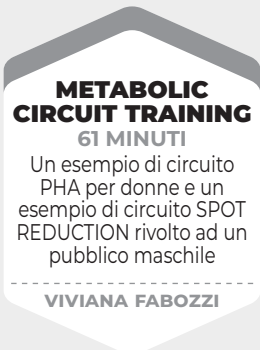 METABOLIC
CIRCUIT TRAINING
61 MINUTI
Un esempio di circuito
PHA per donne e un
esempio di circuito SPOT
REDUCTION rivolto ad un
pubblico maschile
VIVIANA FABOZZI